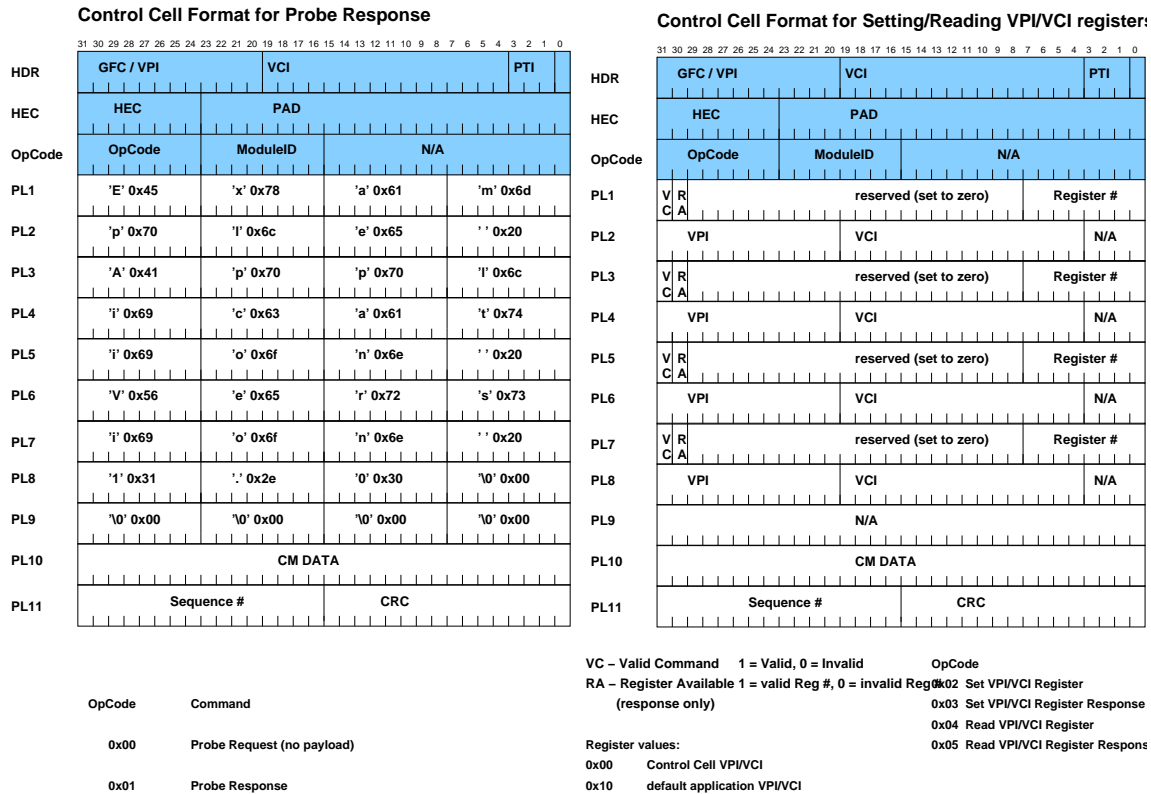 Control Cell Format for Probe Response
31 30 29 28 27 26 25 24 23 22 21 20 19 18 17 16 15 14 13 12 11 10 9 8 7 6 5 4 3 2 1 0
HDR GFC / VPI VCI PTI
HEC HEC PAD
OpCode OpCode ModuleID N/A
PL1 'E' 0x45 'x' 0x78 'a' 0x61 'm' 0x6d
PL2 'p' 0x70 'l' 0x6c 'e' 0x65 ' ' 0x20
PL3 'A' 0x41 'p' 0x70 'p' 0x70 'l' 0x6c
PL4 'i' 0x69 'c' 0x63 'a' 0x61 't' 0x74
PL5 'i' 0x69 'o' 0x6f 'n' 0x6e ' ' 0x20
PL6 'V' 0x56 'e' 0x65 'r' 0x72 's' 0x73
PL7 'i' 0x69 'o' 0x6f 'n' 0x6e ' ' 0x20
PL8 '1' 0x31 '.' 0x2e '0' 0x30 '\0' 0x00
PL9 '\0' 0x00 '\0' 0x00 '\0' 0x00 '\0' 0x00
PL10 CM DATA
PL11 Sequence # CRC
OpCode Command
0x00 Probe Request (no payload)
0x01 Probe Response
Control Cell Format for Setting/Reading VPI/VCI registers
31 30 29 28 27 26 25 24 23 22 21 20 19 18 17 16 15 14 13 12 11 10 9 8 7 6 5 4 3 2 1 0
HDR GFC / VPI VCI PTI
HEC HEC PAD
OpCode OpCode ModuleID N/A
PL1 VC RA reserved (set to zero) Register #
PL2 VPI VCI N/A
PL3 VC RA reserved (set to zero) Register #
PL4 VPI VCI N/A
PL5 VC RA reserved (set to zero) Register #
PL6 VPI VCI N/A
PL7 VC RA reserved (set to zero) Register #
PL8 VPI VCI N/A
PL9 N/A
PL10 CM DATA
PL11 Sequence # CRC
VC – Valid Command 1 = Valid, 0 = Invalid
RA – Register Available 1 = valid Reg #, 0 = invalid Reg #
(response only)
Register values:
0x00 Control Cell VPI/VCI
0x10 default application VPI/VCI
OpCode
0x02 Set VPI/VCI Register
0x03 Set VPI/VCI Register Response
0x04 Read VPI/VCI Register
0x05 Read VPI/VCI Register Respons